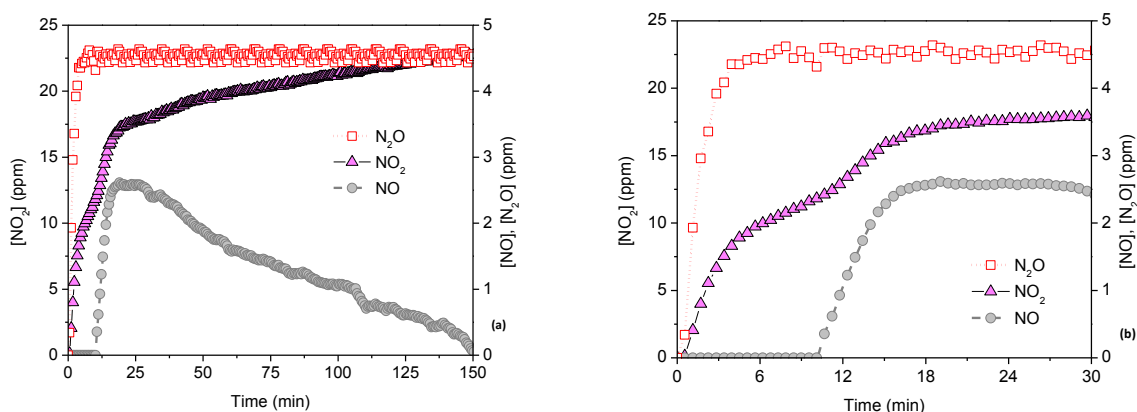 25
20
15
10
5
0
[NO₂] (ppm)
5
4
3
2
1
0
[NO], [N₂O] (ppm)
N₂O
NO₂
NO
(a)
0 25 50 75 100 125 150
Time (min)
25
20
15
10
5
0
[NO₂] (ppm)
5
4
3
2
1
0
[NO], [N₂O] (ppm)
N₂O
NO₂
NO
(b)
0 6 12 18 24 30
Time (min)